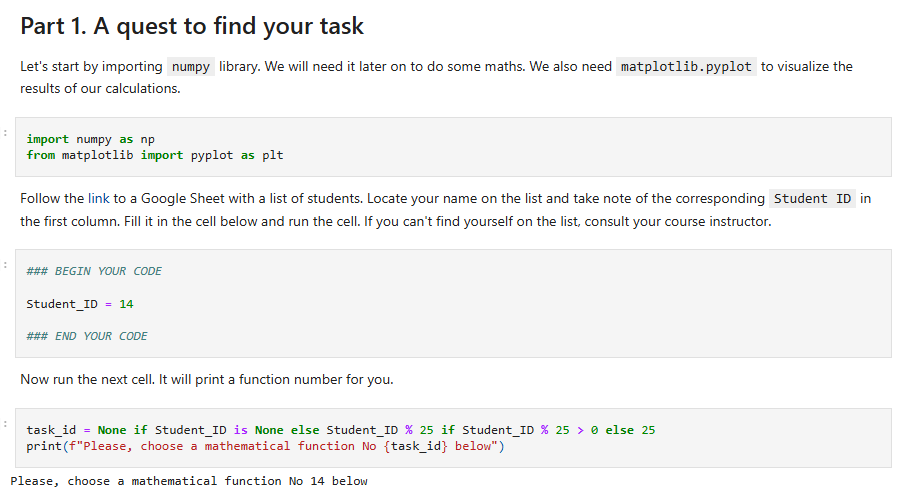 Part 1. A quest to find your task
Let's start by importing numpy library. We will need it later on to do some maths. We also need matplotlib.pyplot to visualize the
results of our calculations.
:
import numpy as np
from matplotlib import pyplot as plt
Follow the link to a Google Sheet with a list of students. Locate your name on the list and take note of the corresponding Student ID in
the first column. Fill it in the cell below and run the cell. If you can't find yourself on the list, consult your course instructor.
:
### BEGIN YOUR CODE
Student_ID = 14
### END YOUR CODE
Now run the next cell. It will print a function number for you.
:
task_id = None if Student_ID is None else Student_ID % 25 if Student_ID % 25 > 0 else 25
print(f"Please, choose a mathematical function No {task_id} below")
Please, choose a mathematical function No 14 below